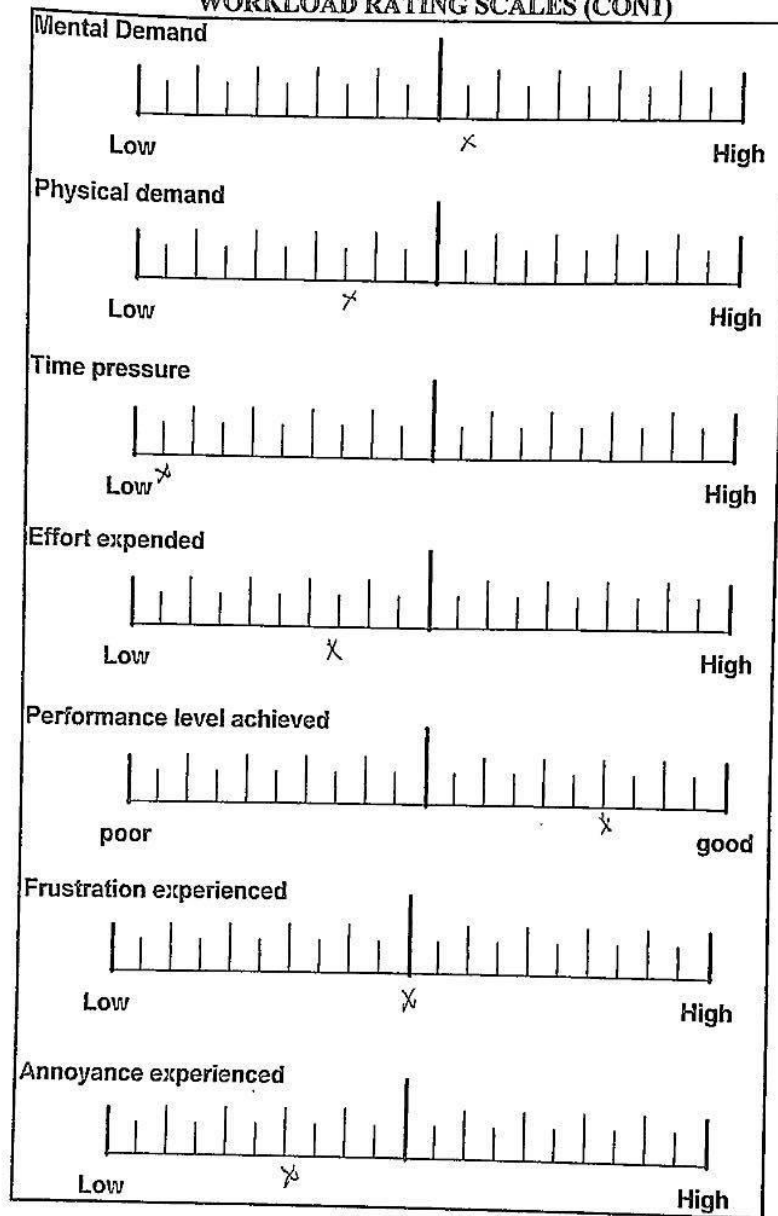 WORKLOAD RATING SCALES (CONT)
Mental Demand
Low x High
Physical demand
Low x High
Time pressure
Low x High
Effort expended
Low x High
Performance level achieved
poor x good
Frustration experienced
Low x High
Annoyance experienced
Low x High